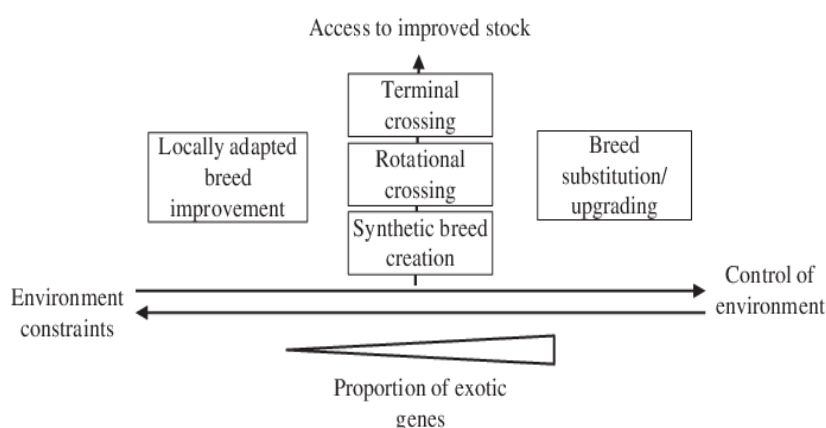 Access to improved stock
Terminal
crossing
Locally adapted
breed
improvement
Rotational
crossing
Breed
substitution/
upgrading
Synthetic breed
creation
Environment
constraints
Control of
environment
Proportion of exotic
genes